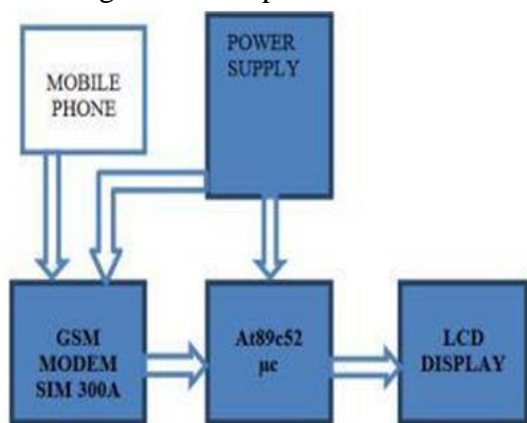 MOBILE
PHONE
POWER
SUPPLY
GSM
MODEM
SIM 300A
At89c52
μc
LCD
DISPLAY